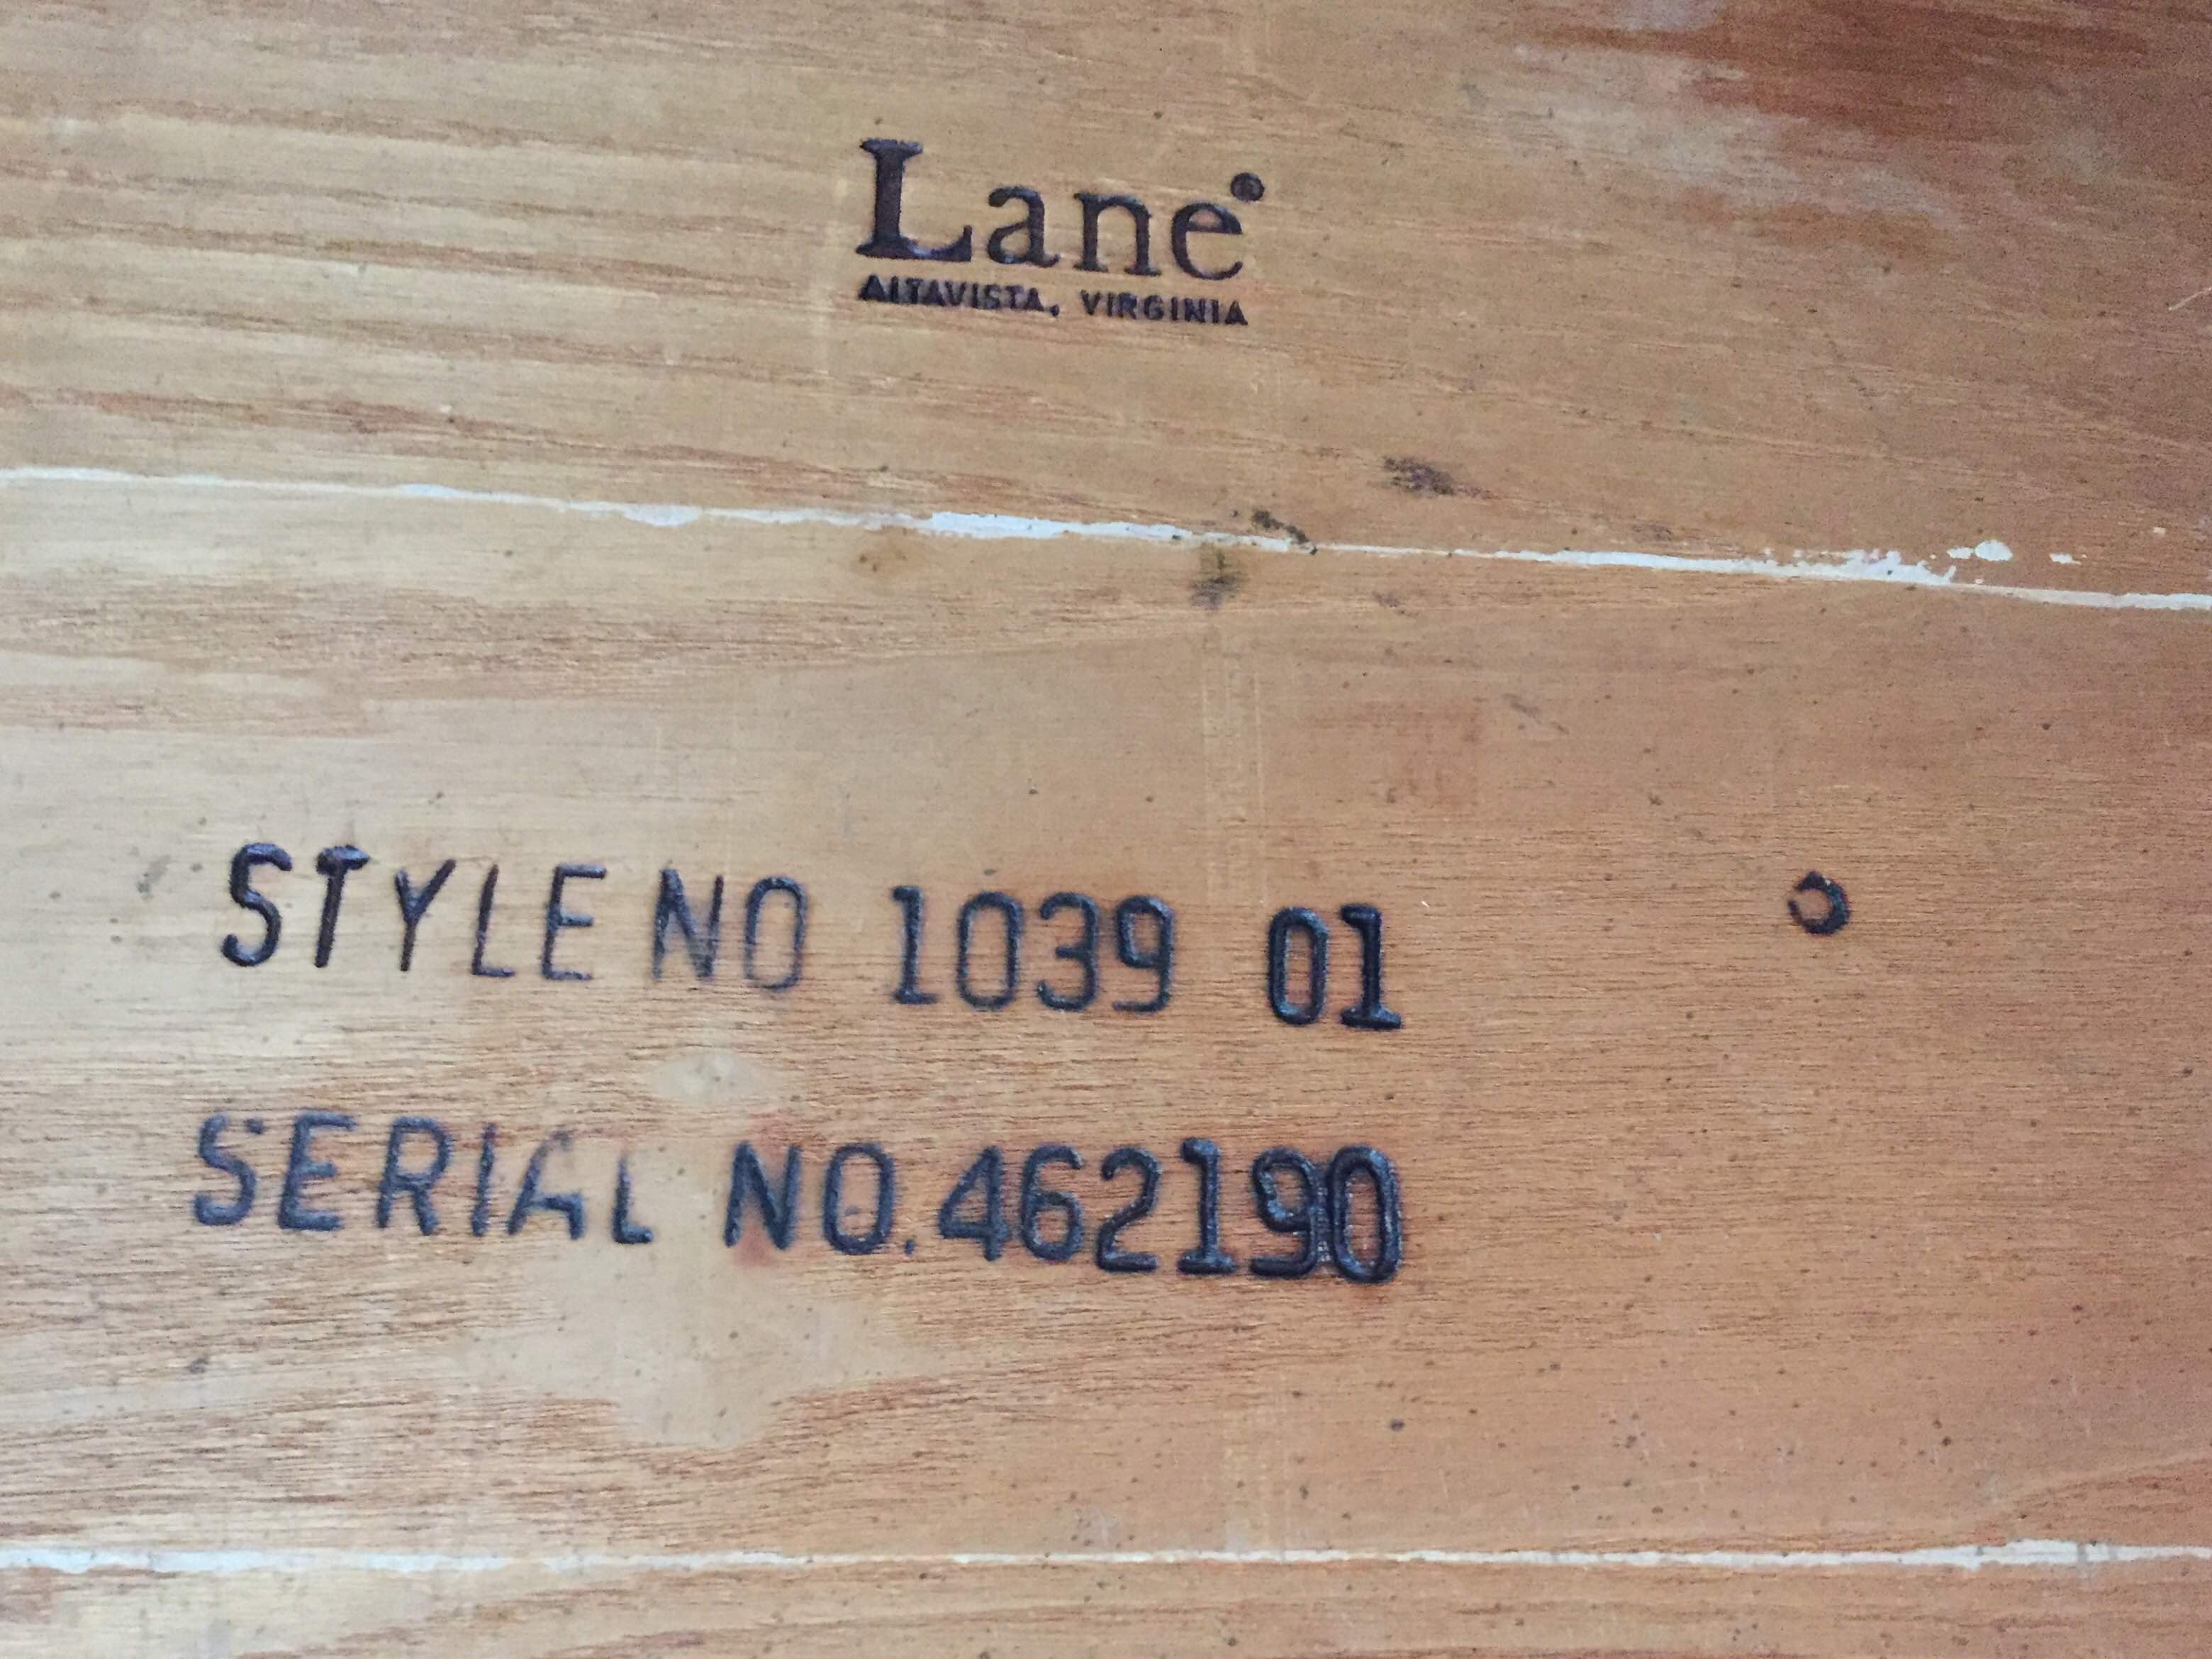 Lane
ALTAVISTA, VIRGINIA
STYLE NO 1039 01
SERIAL NO.462190